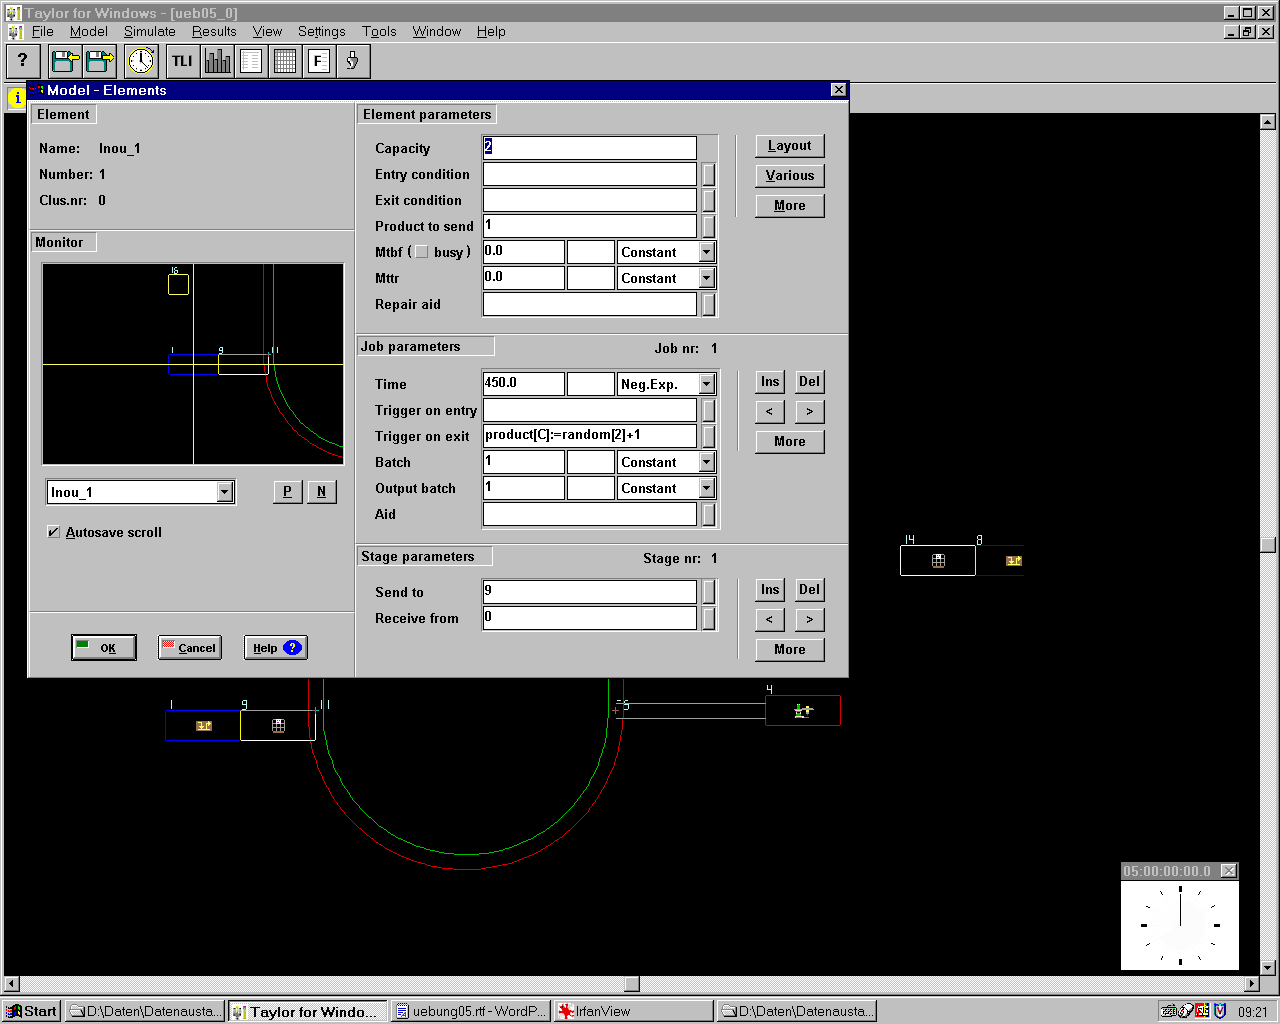 Taylor for Windows - [ueb05_0]
File Model Simulate Results View Settings Tools Window Help
? TLI F
i
Model - Elements
Element
Name: Inou_1
Number: 1
Clus.nr: 0
Monitor
16
1 9 11
Inou_1 P N
Autosave scroll
OK Cancel Help ?
Element parameters
Capacity 2
Entry condition
Exit condition
Product to send 1
Mtbf ( busy ) 0.0 Constant
Mttr 0.0 Constant
Repair aid
Layout
Various
More
Job parameters Job nr: 1
Time 450.0 Neg.Exp.
Trigger on entry
Trigger on exit product[C]:=random[2]+1
Batch 1 Constant
Output batch 1 Constant
Aid
Ins Del
< >
More
Stage parameters Stage nr: 1
Send to 9
Receive from 0
Ins Del
< >
More
14 8
1 9 11
4
05:00:00:00.0
Start D:\Daten\Datenausta... Taylor for Windo... uebung05.rtf - WordP... IrfanView D:\Daten\Datenausta... 09:21